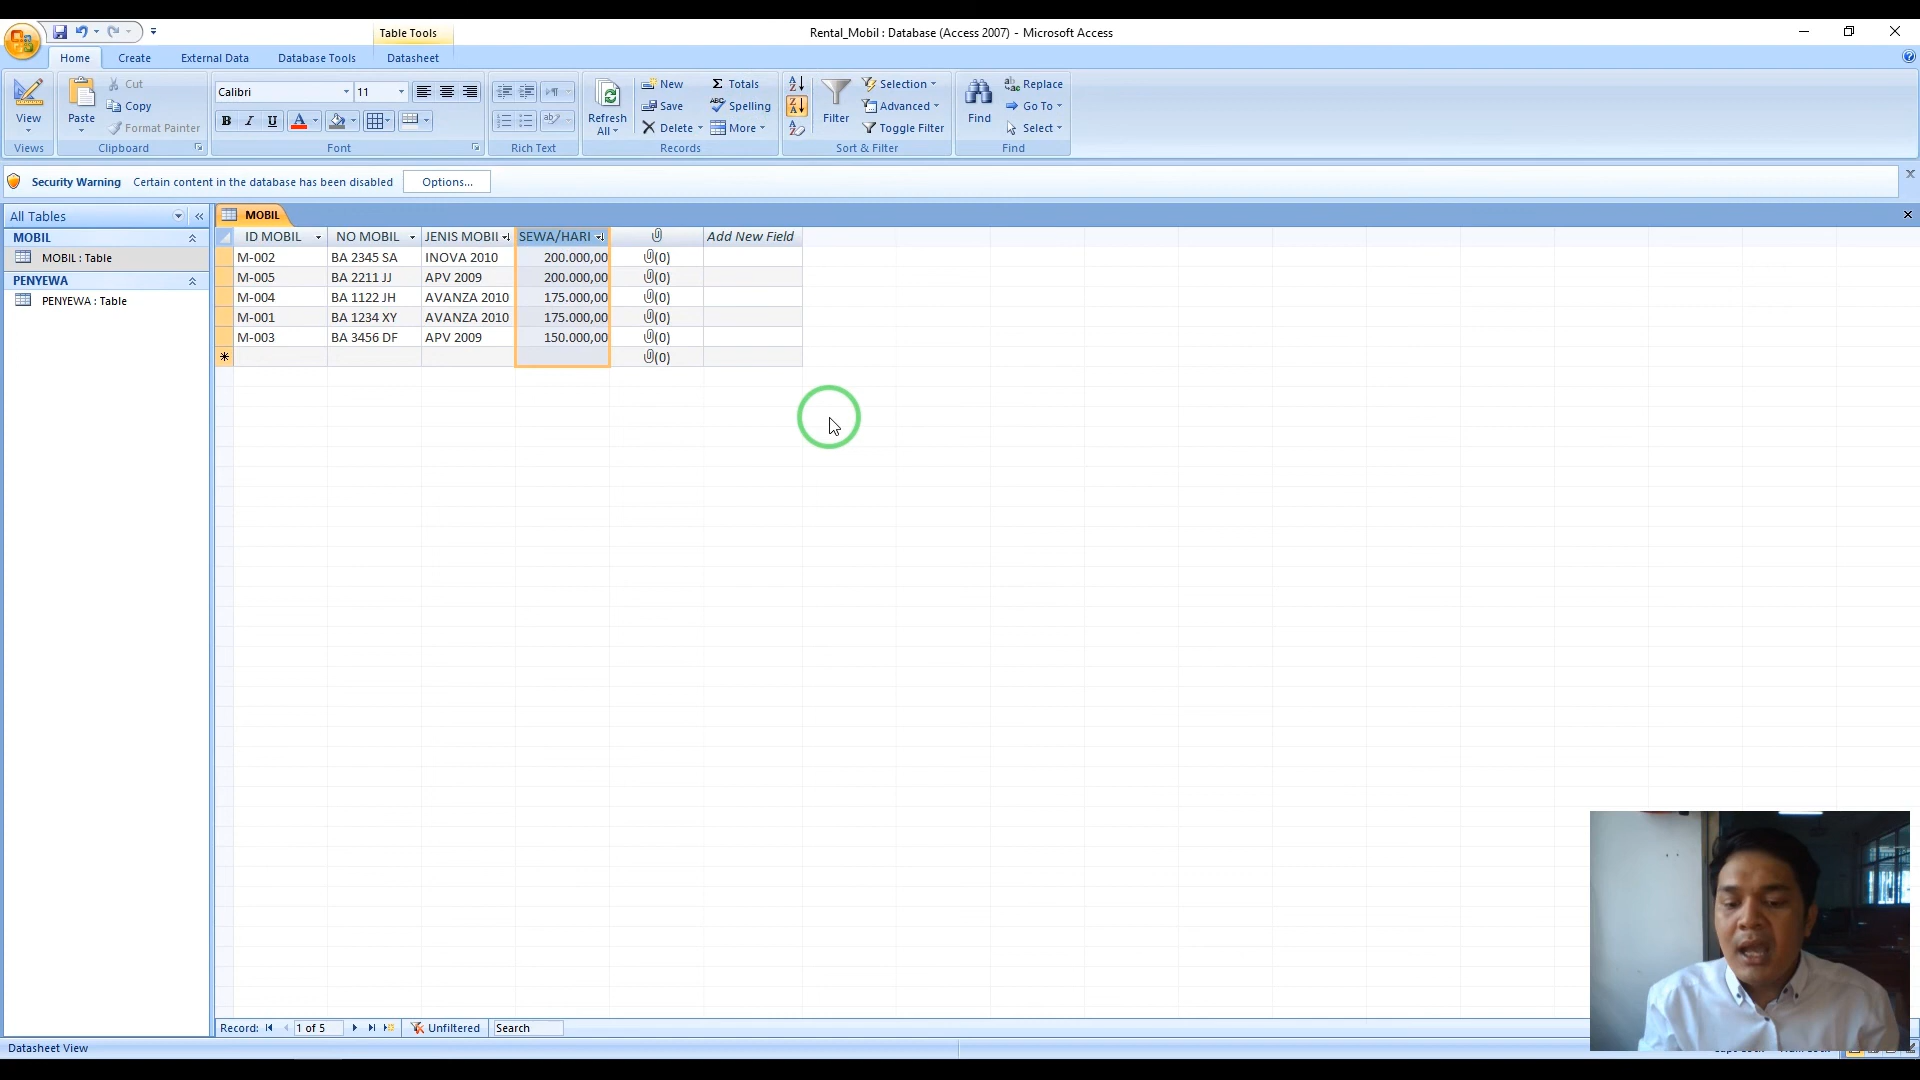 Table Tools
Rental_Mobil : Database (Access 2007) - Microsoft Access
Home Create External Data Database Tools Datasheet
View
Views
Paste
Cut
Copy
Format Painter
Clipboard
Calibri 11
B I U A
Font
Rich Text
Refresh All
New
Save
Delete
Totals
Spelling
More
Records
Filter
Selection
Advanced
Toggle Filter
Sort & Filter
Find
Replace
Go To
Select
Find
Security Warning Certain content in the database has been disabled Options...
All Tables
MOBIL
MOBIL : Table
PENYEWA
PENYEWA : Table
MOBIL
ID MOBIL NO MOBIL JENIS MOBII SEWA/HARI Add New Field
M-002 BA 2345 SA INOVA 2010 200.000,00 (0)
M-005 BA 2211 JJ APV 2009 200.000,00 (0)
M-004 BA 1122 JH AVANZA 2010 175.000,00 (0)
M-001 BA 1234 XY AVANZA 2010 175.000,00 (0)
M-003 BA 3456 DF APV 2009 150.000,00 (0)
(0)
Record: 1 of 5 Unfiltered Search
Datasheet View